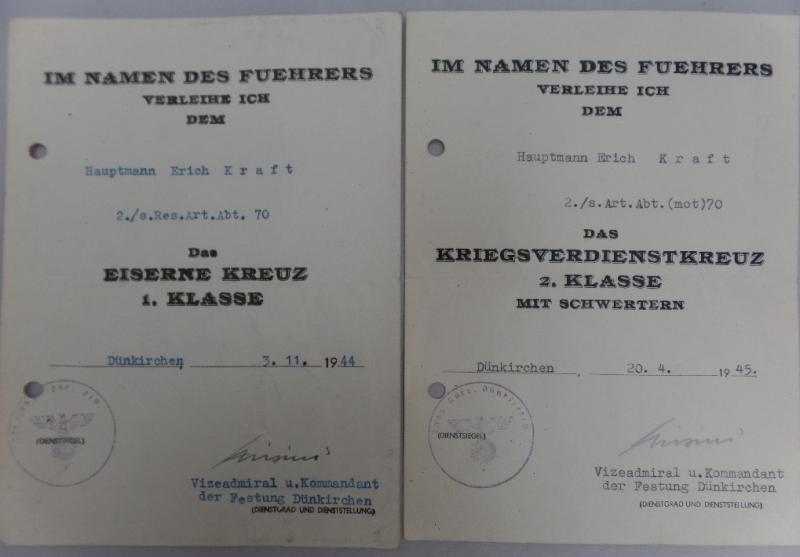 IM NAMEN DES FUEHRERS
VERLEIHE ICH
DEM
Hauptmann Erich K r a f t
2./s.Res.Art.Abt. 70
Das
EISERNE KREUZ
1. KLASSE
Dünkirchen, 3.11. 1944
(DIENSTSIEGEL)
Vizeadmiral u.Kommandant
der Festung Dünkirchen
(DIENSTGRAD UND DIENSTSTELLUNG)
IM NAMEN DES FUEHRERS
VERLEIHE ICH
DEM
Hauptmann Erich K r a f t
2./s.Art.Abt.(mot)70
DAS
KRIEGSVERDIENSTKREUZ
2. KLASSE
MIT SCHWERTERN
Dünkirchen , 20. 4. 1945.
(DIENSTSIEGEL)
Vizeadmiral u.Kommandant
der Festung Dünkirchen
(DIENSTGRAD UND DIENSTSTELLUNG)